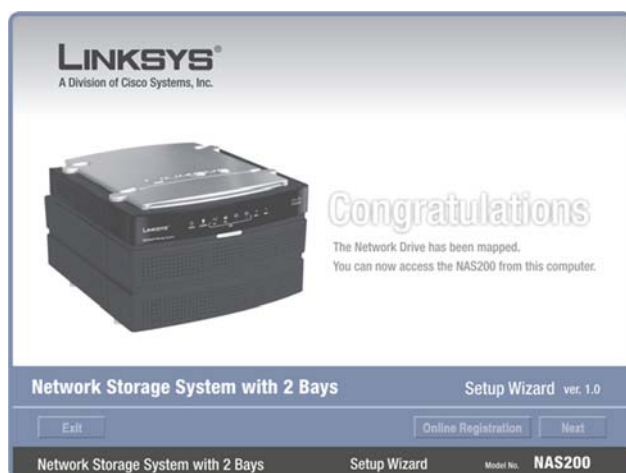 LINKSYS®
A Division of Cisco Systems, Inc.
LINKSYS
Congratulations
The Network Drive has been mapped.
You can now access the NAS200 from this computer.
Network Storage System with 2 Bays
Setup Wizard ver. 1.0
Exit
Online Registration
Next
Network Storage System with 2 Bays
Setup Wizard
Model No. NAS200